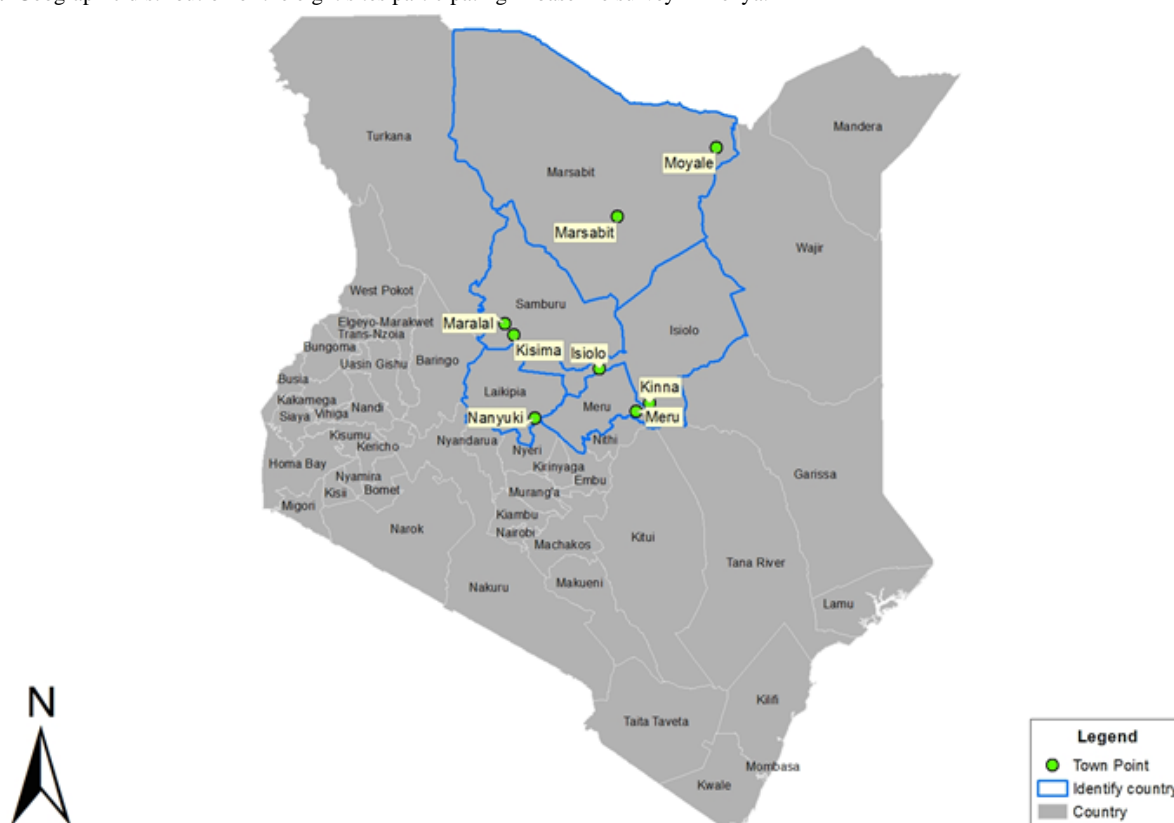 Turkana
Mandera
Moyale
Marsabit
Marsabit
Wajir
West Pokot
Samburu
Maralal
Elgeyo-Marakwet
Trans-Nzoia
Isiolo
Bungoma
Kisima
Isiolo
Uasin Gishu
Baringo
Busia
Laikipia
Kinna
Kakamega
Nandi
Meru
Siaya
Vihiga
Nanyuki
Meru
Kisumu
Nyandarua
Nithi
Kericho
Nyeri
Homa Bay
Kirinyaga
Nyamira
Embu
Garissa
Kisii
Bomet
Murang'a
Migori
Kiambu
Narok
Nairobi
Kitui
Machakos
Tana River
Nakuru
Makueni
Lamu
Kilifi
Taita Taveta
Mombasa
Kwale
N
Legend
Town Point
Identify country
Country